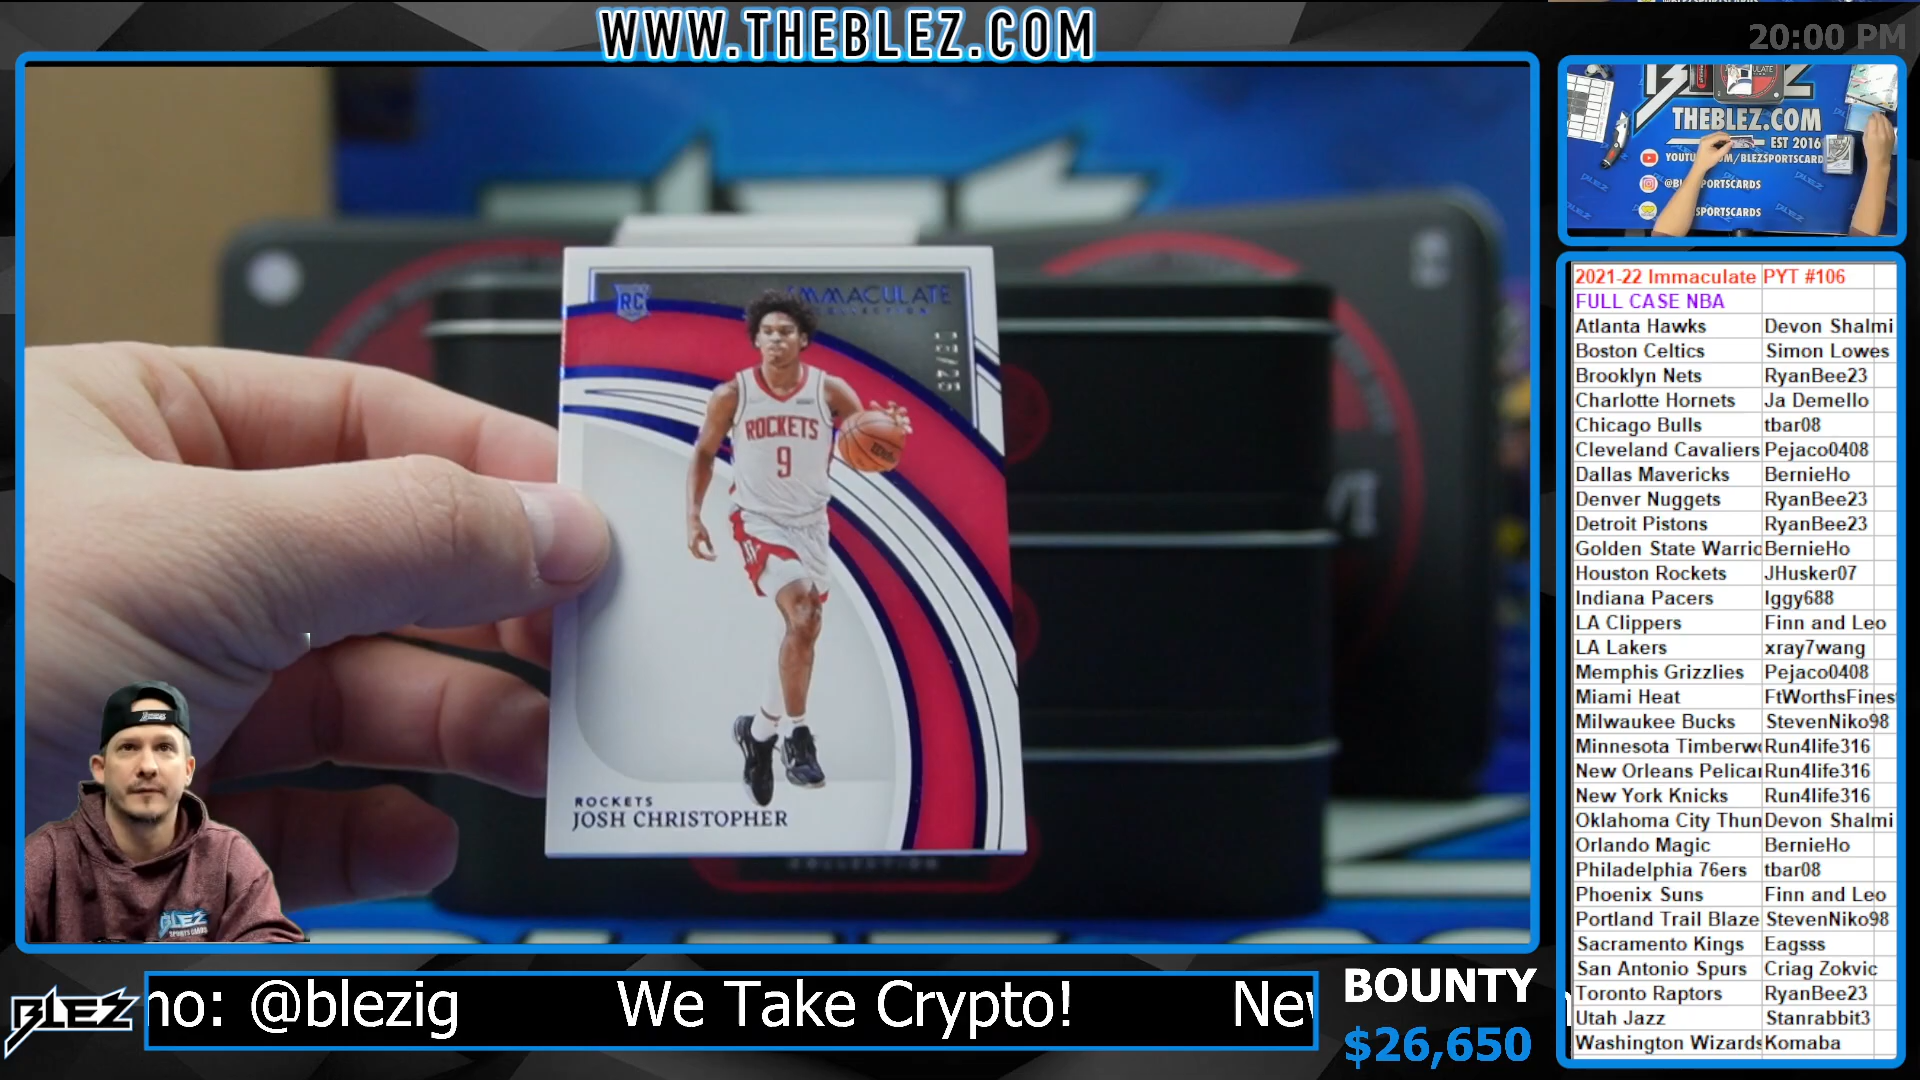 WWW.THEBLEZ.COM
20:00 PM
RC
IMMACULATE
COLLECTION
ROCKETS
9
ROCKETS
JOSH CHRISTOPHER
COLLECTION
THEBLEZ.COM
EST 2016
BLEZ
SPORTS CARDS
2021-22 Immaculate PYT #106
FULL CASE NBA
Atlanta Hawks Devon Shalmi
Boston Celtics Simon Lowes
Brooklyn Nets RyanBee23
Charlotte Hornets Ja Demello
Chicago Bulls tbar08
Cleveland Cavaliers Pejaco0408
Dallas Mavericks BernieHo
Denver Nuggets RyanBee23
Detroit Pistons RyanBee23
Golden State Warric BernieHo
Houston Rockets JHusker07
Indiana Pacers Iggy688
LA Clippers Finn and Leo
LA Lakers xray7wang
Memphis Grizzlies Pejaco0408
Miami Heat FtWorthsFines
Milwaukee Bucks StevenNiko98
Minnesota Timberwo Run4life316
New Orleans Pelica Run4life316
New York Knicks Run4life316
Oklahoma City Thun Devon Shalmi
Orlando Magic BernieHo
Philadelphia 76ers tbar08
Phoenix Suns Finn and Leo
Portland Trail Blaze StevenNiko98
Sacramento Kings Eagsss
San Antonio Spurs Criag Zokvic
Toronto Raptors RyanBee23
Utah Jazz Stanrabbit3
Washington Wizards Komaba
BLEZ
no: @blezig We Take Crypto! Nev
BOUNTY
$26,650